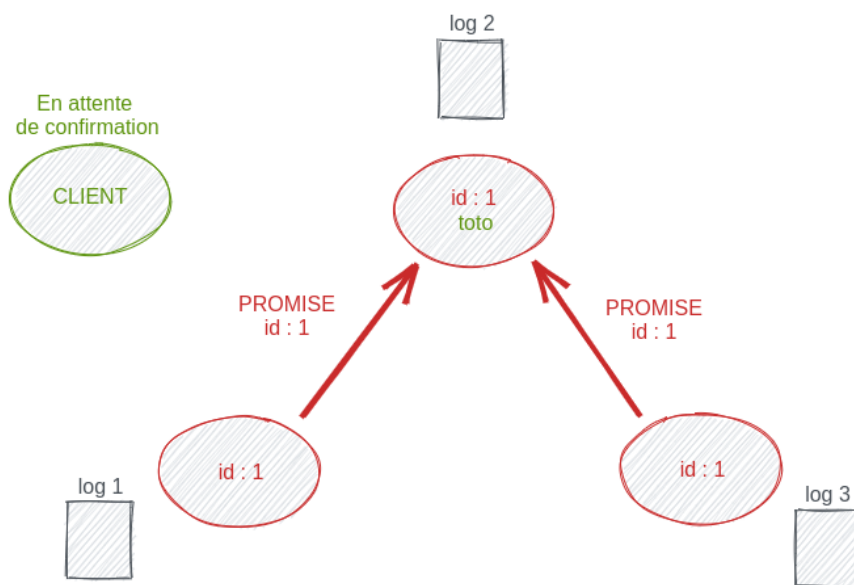 log 2
En attente
de confirmation
CLIENT
id : 1
toto
PROMISE
id : 1
PROMISE
id : 1
id : 1
id : 1
log 1
log 3